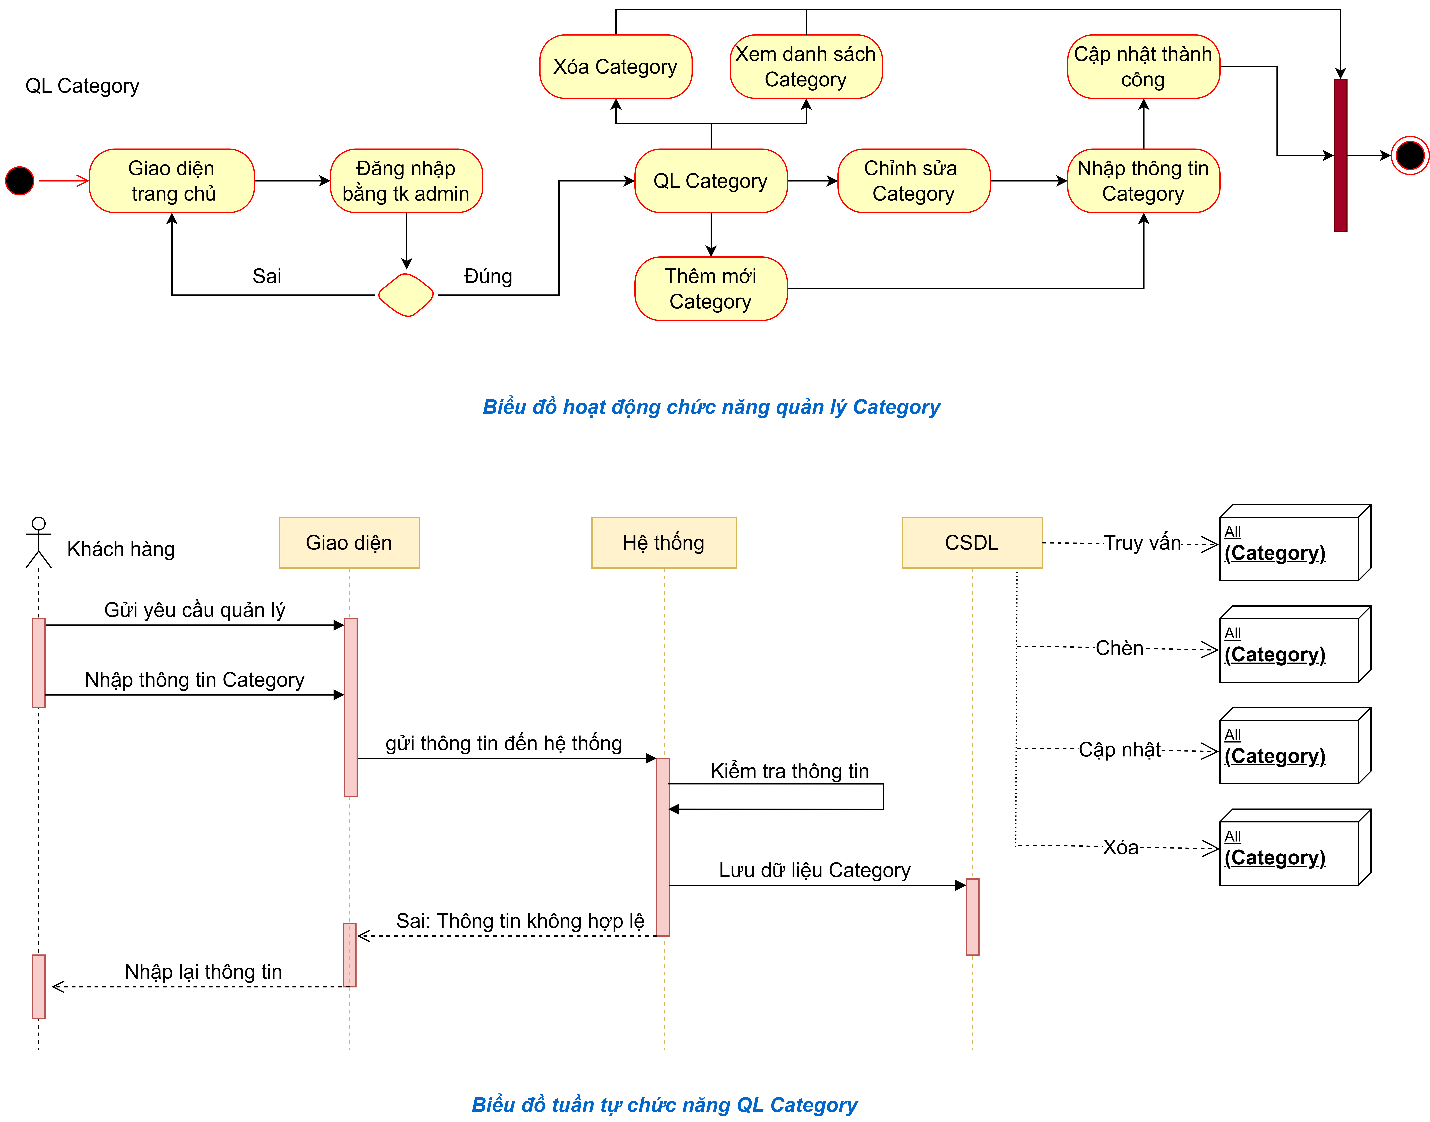 QL Category
Xóa Category
Xem danh sách
Category
Cập nhật thành
công
Giao diện
trang chủ
Đăng nhập
bằng tk admin
QL Category
Chỉnh sửa
Category
Nhập thông tin
Category
Sai
Đúng
Thêm mới
Category
Biểu đồ hoạt động chức năng quản lý Category
Khách hàng
Giao diện
Hệ thống
CSDL
Truy vấn
All
(Category)
Gửi yêu cầu quản lý
Chèn
All
(Category)
Nhập thông tin Category
gửi thông tin đến hệ thống
Cập nhật
All
(Category)
Kiểm tra thông tin
Xóa
All
(Category)
Lưu dữ liệu Category
Sai: Thông tin không hợp lệ
Nhập lại thông tin
Biểu đồ tuần tự chức năng QL Category